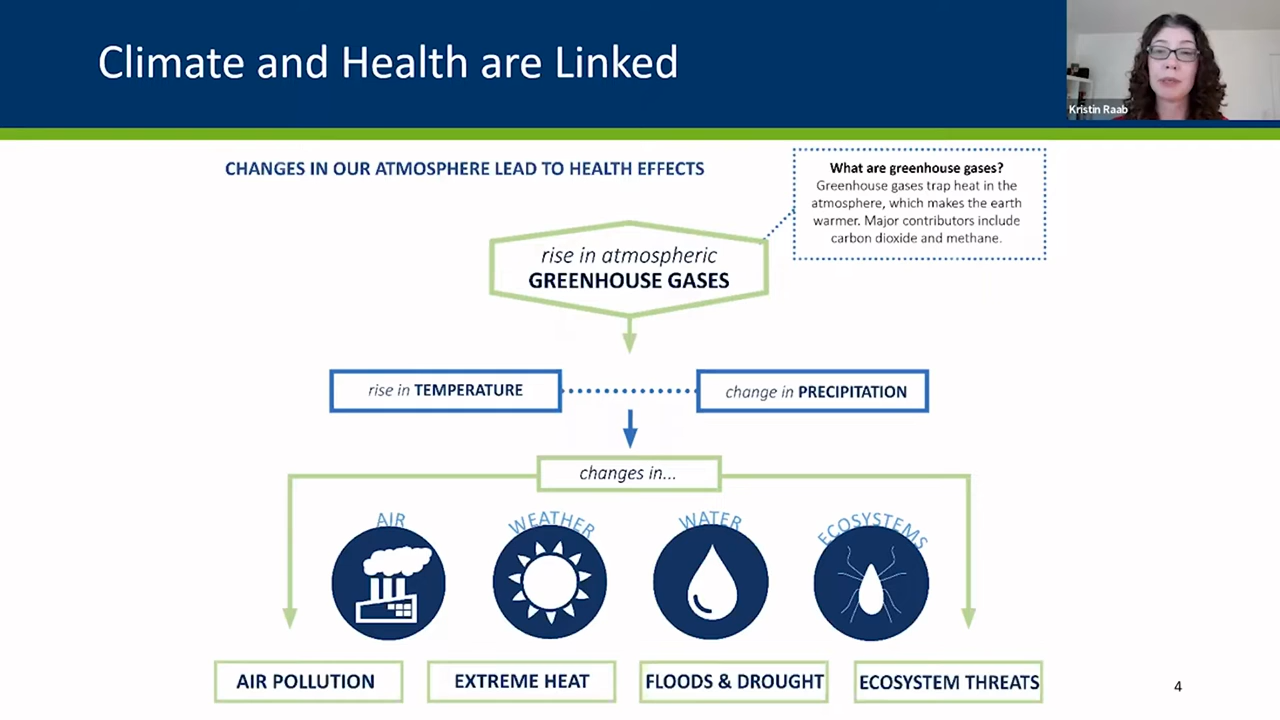 Climate and Health are Linked
Kristin Raab
CHANGES IN OUR ATMOSPHERE LEAD TO HEALTH EFFECTS
What are greenhouse gases?
Greenhouse gases trap heat in the
atmosphere, which makes the earth
warmer. Major contributors include
carbon dioxide and methane.
rise in atmospheric
GREENHOUSE GASES
rise in TEMPERATURE
change in PRECIPITATION
changes in...
AIR
WEATHER
WATER
ECOSYSTEMS
AIR POLLUTION
EXTREME HEAT
FLOODS & DROUGHT
ECOSYSTEM THREATS
4